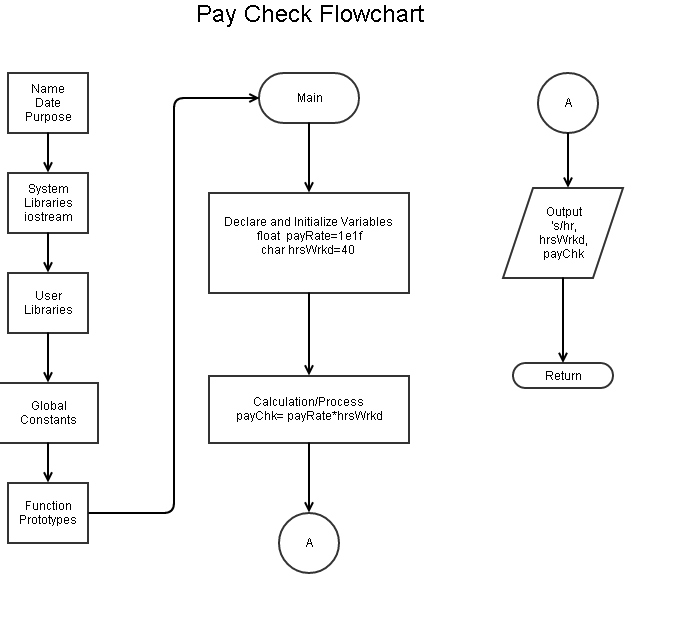 Pay Check Flowchart
Name
Date
Purpose
System
Libraries
iostream
User
Libraries
Global
Constants
Function
Prototypes
Main
Declare and Initialize Variables
float payRate=1e1f
char hrsWrkd=40
Calculation/Process
payChk= payRate*hrsWrkd
A
A
Output
's/hr,
hrsWrkd,
payChk
Return